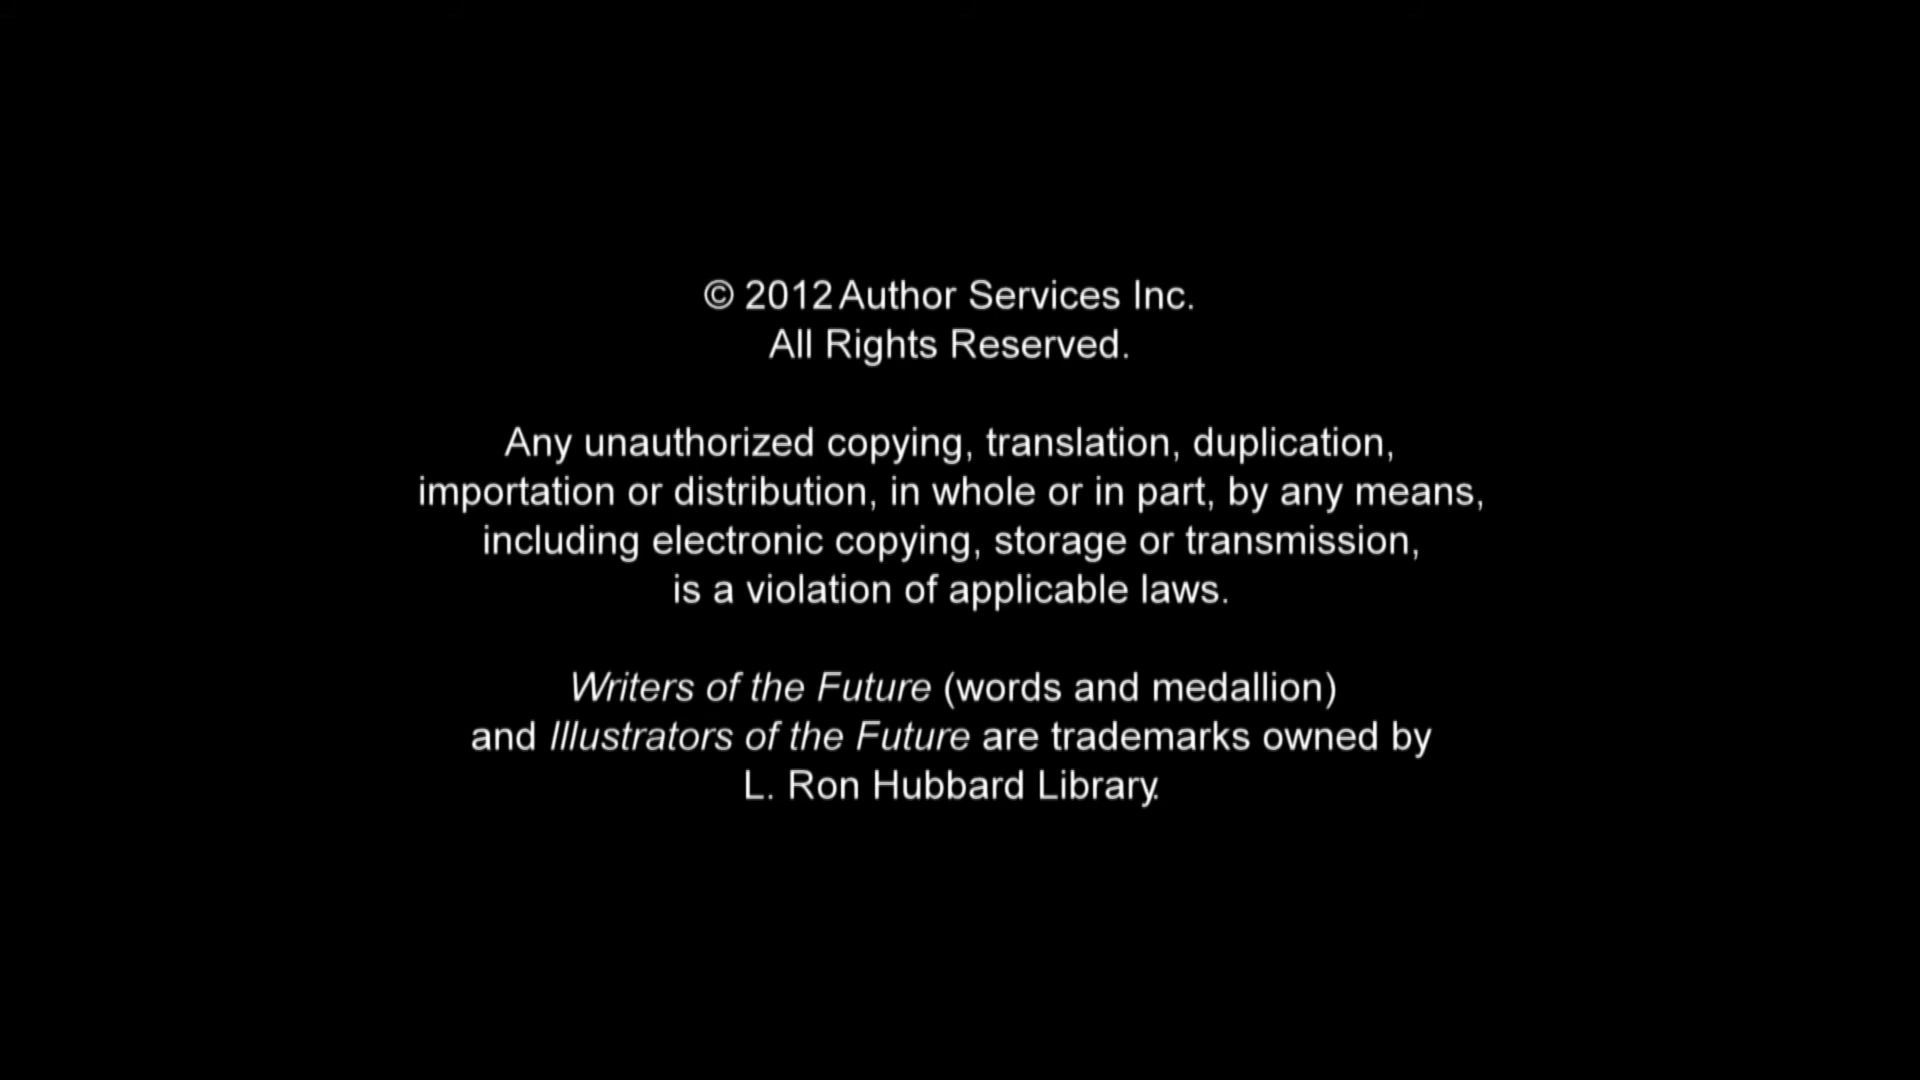 © 2012 Author Services Inc.
All Rights Reserved.
Any unauthorized copying, translation, duplication,
importation or distribution, in whole or in part, by any means,
including electronic copying, storage or transmission,
is a violation of applicable laws.
Writers of the Future (words and medallion)
and Illustrators of the Future are trademarks owned by
L. Ron Hubbard Library.